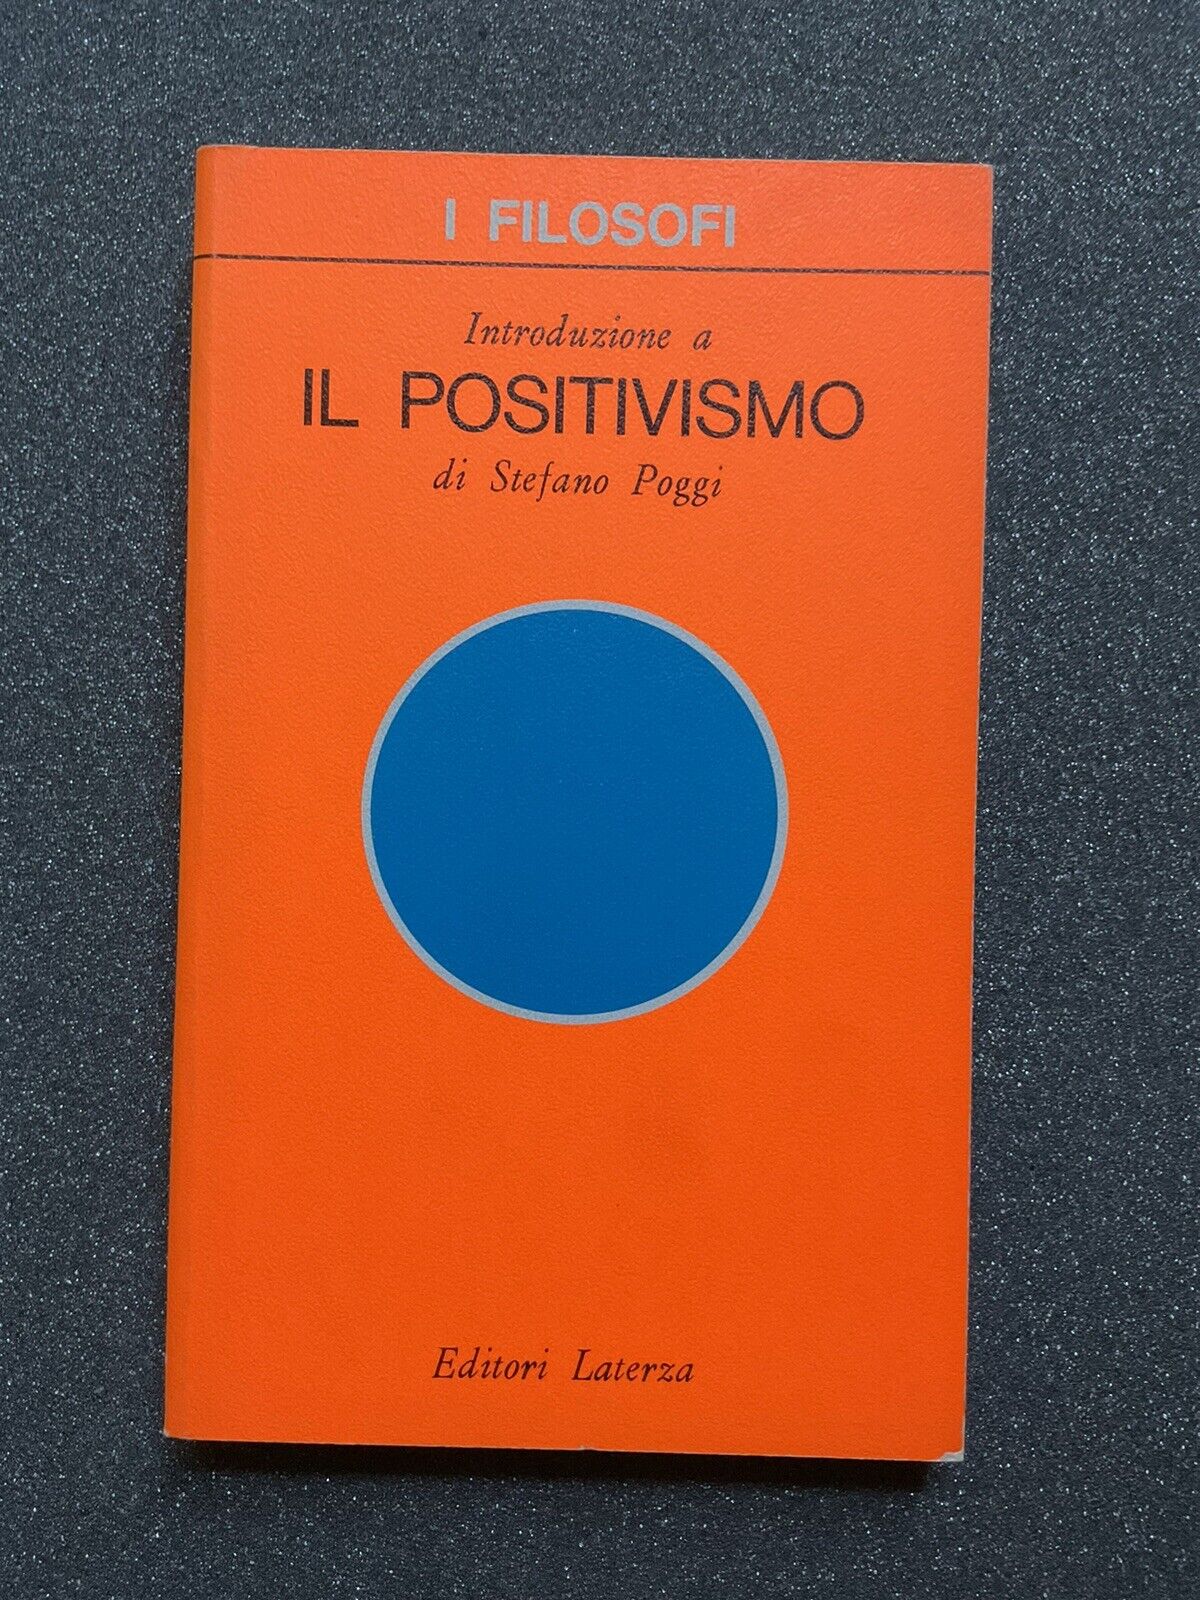 I FILOSOFI
Introduzione a
IL POSITIVISMO
di Stefano Poggi
Editori Laterza